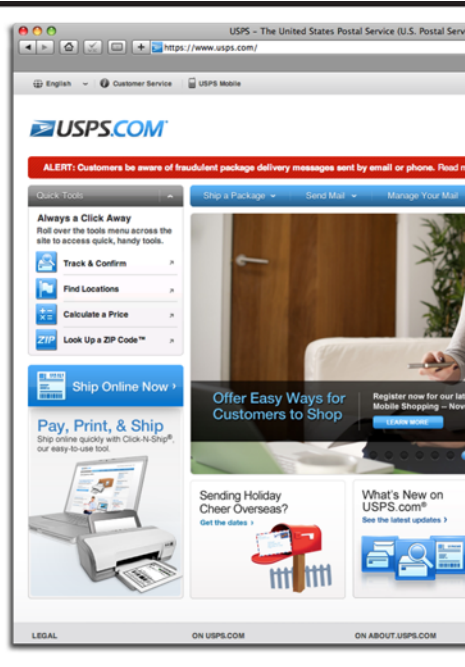 USPS – The United States Postal Service (U.S. Postal Serv
https://www.usps.com/
English
Customer Service
USPS Mobile
USPS.COM®
ALERT: Customers be aware of fraudulent package delivery messages sent by email or phone. Read m
Quick Tools
Ship a Package
Send Mail
Manage Your Mail
Always a Click Away
Roll over the tools menu across the
site to access quick, handy tools.
Track & Confirm
Find Locations
Calculate a Price
ZIP
Look Up a ZIP Code™
Ship Online Now ›
Offer Easy Ways for
Customers to Shop
Register now for our lat
Mobile Shopping – Nov
LEARN MORE
Pay, Print, & Ship
Ship online quickly with Click-N-Ship®,
our easy-to-use tool.
Sending Holiday
Cheer Overseas?
Get the dates ›
What's New on
USPS.com®
See the latest updates ›
LEGAL
ON USPS.COM
ON ABOUT.USPS.COM